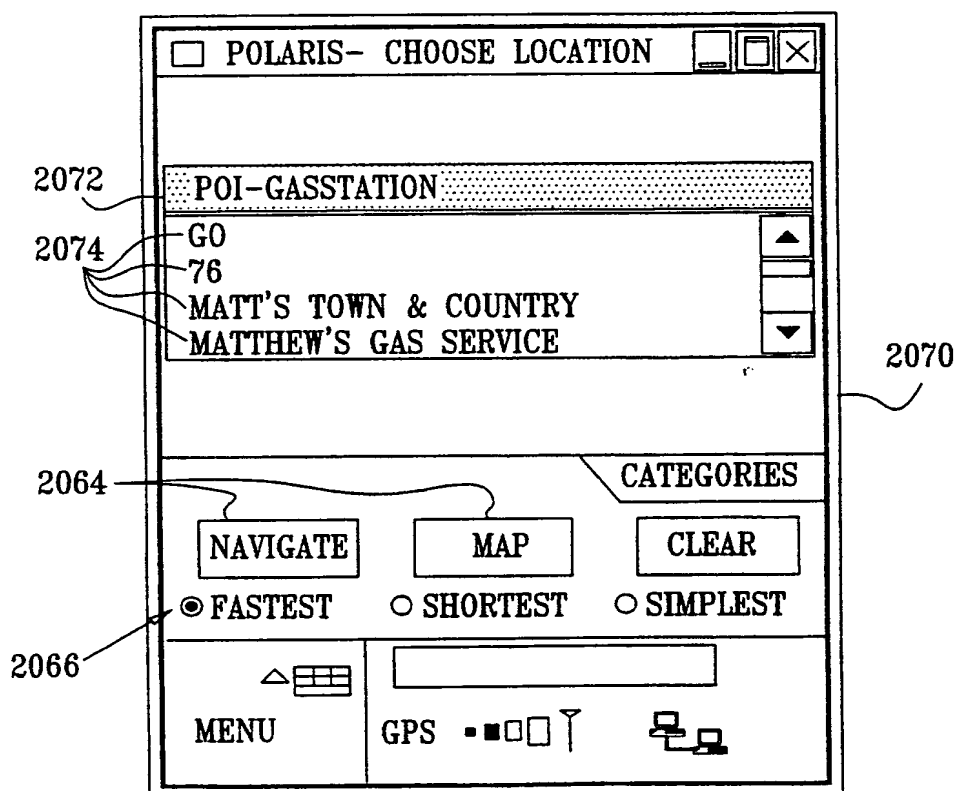 POLARIS- CHOOSE LOCATION
2072
POI-GASSTATION
2074
GO
76
MATT'S TOWN & COUNTRY
MATTHEW'S GAS SERVICE
2070
CATEGORIES
2064
NAVIGATE MAP CLEAR
FASTEST SHORTEST SIMPLEST
2066
MENU GPS